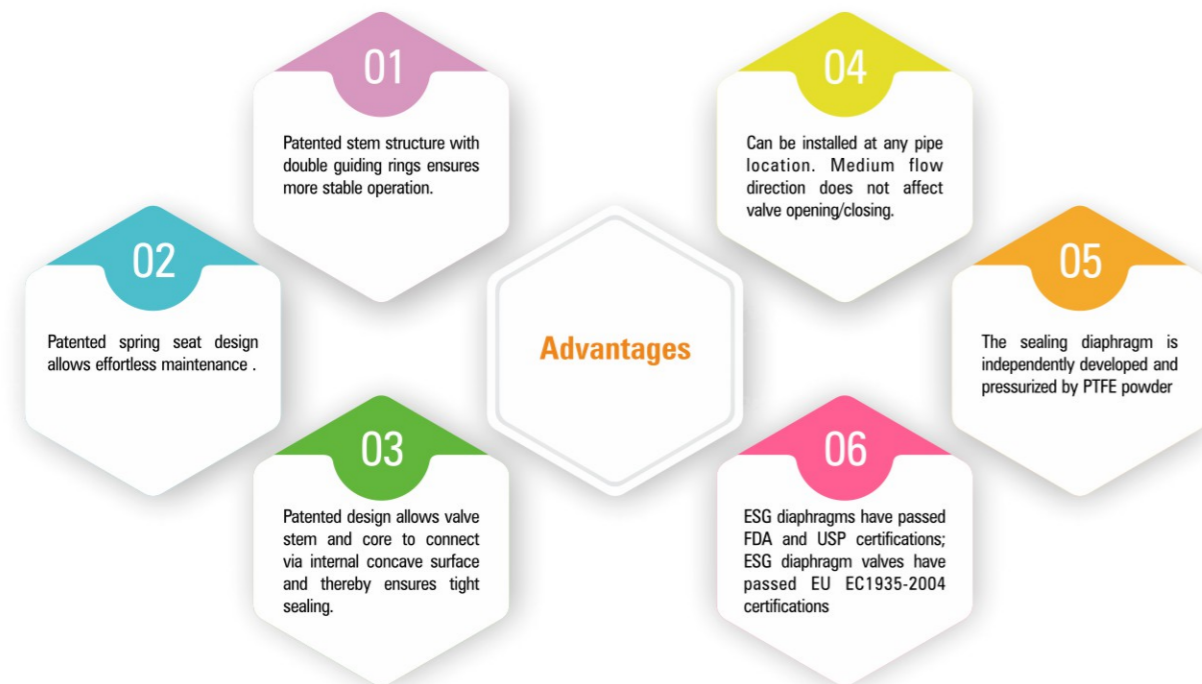 01
Patented stem structure with
double guiding rings ensures
more stable operation.
02
Patented spring seat design
allows effortless maintenance .
03
Patented design allows valve
stem and core to connect
via internal concave surface
and thereby ensures tight
sealing.
Advantages
04
Can be installed at any pipe
location. Medium flow
direction does not affect
valve opening/closing.
05
The sealing diaphragm is
independently developed and
pressurized by PTFE powder
06
ESG diaphragms have passed
FDA and USP certifications;
ESG diaphragm valves have
passed EU EC1935-2004
certifications